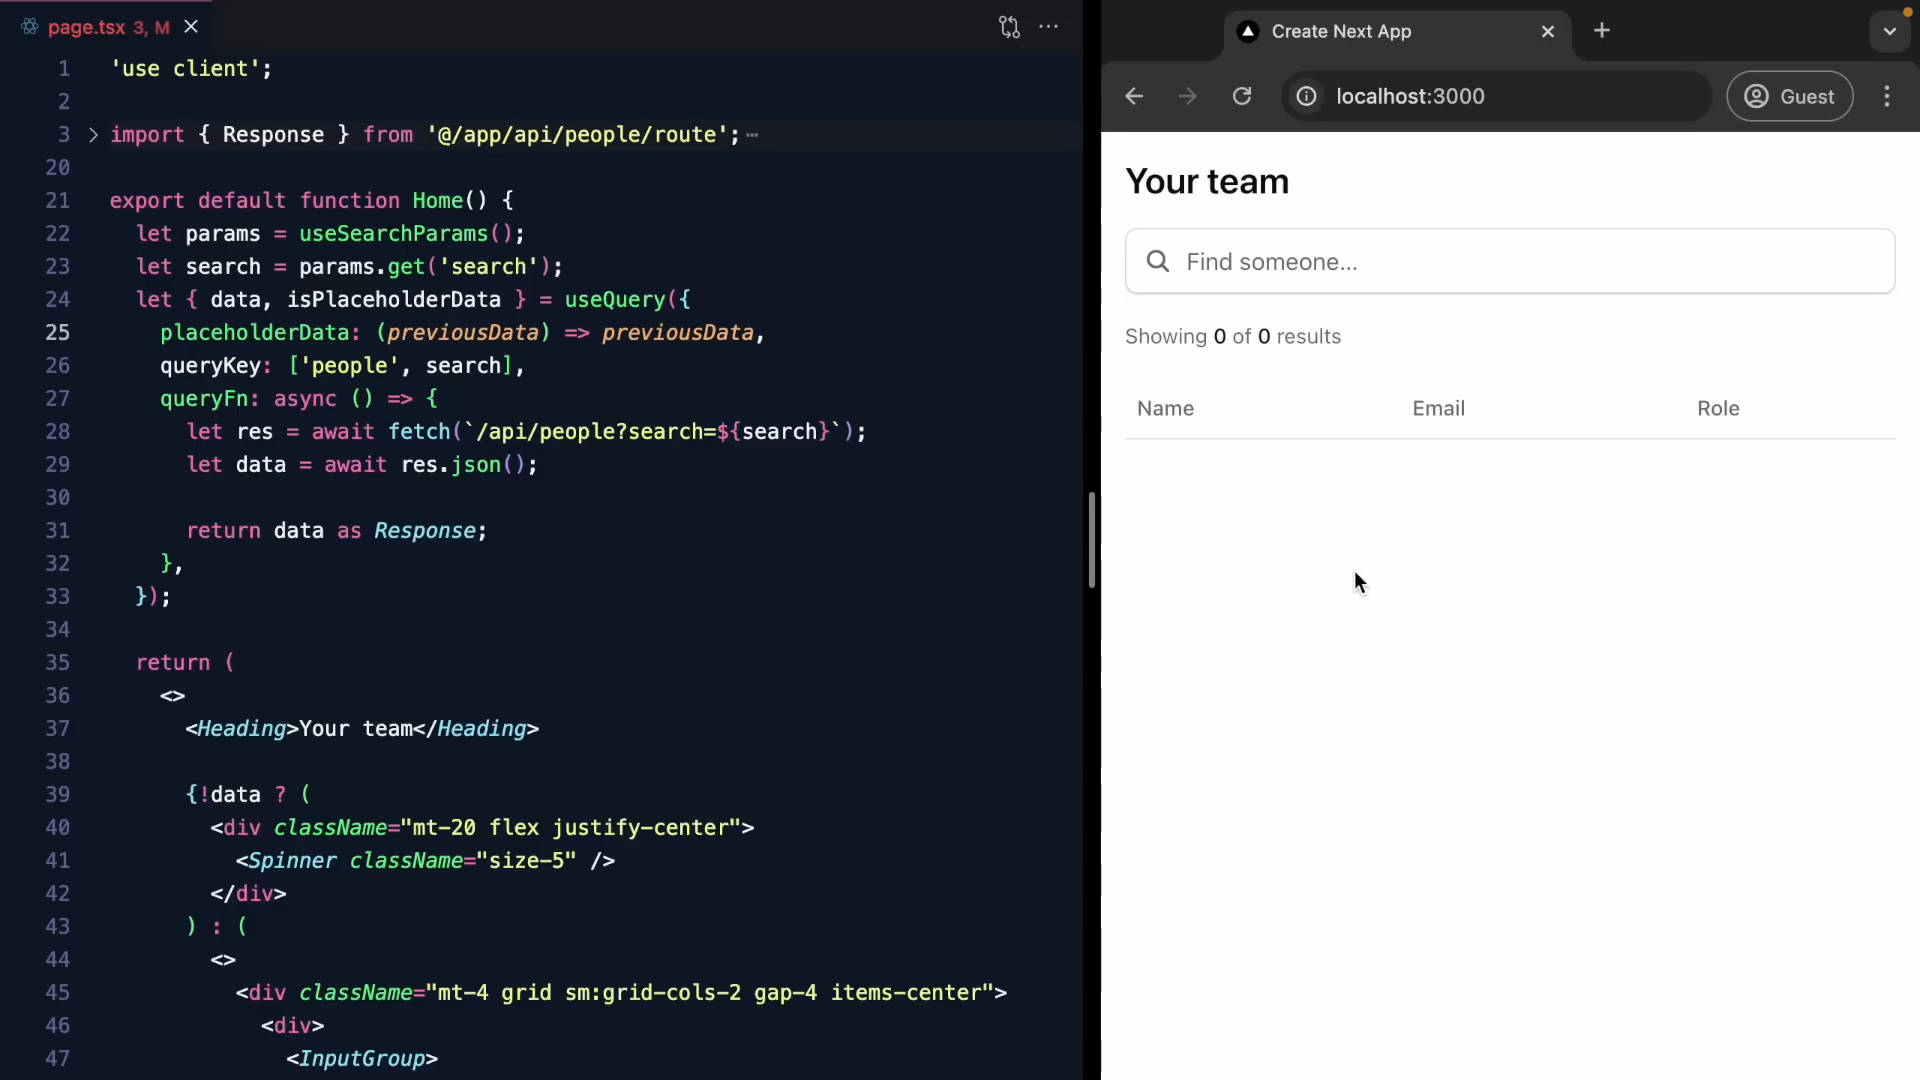 page.tsx 3, M
1 'use client';
2
3 import { Response } from '@/app/api/people/route';
20
21 export default function Home() {
22 let params = useSearchParams();
23 let search = params.get('search');
24 let { data, isPlaceholderData } = useQuery({
25 placeholderData: (previousData) => previousData,
26 queryKey: ['people', search],
27 queryFn: async () => {
28 let res = await fetch(`/api/people?search=${search}`);
29 let data = await res.json();
30
31 return data as Response;
32 },
33 });
34
35 return (
36 <>
37 <Heading>Your team</Heading>
38
39 {!data ? (
40 <div className="mt-20 flex justify-center">
41 <Spinner className="size-5" />
42 </div>
43 ) : (
44 <>
45 <div className="mt-4 grid sm:grid-cols-2 gap-4 items-center">
46 <div>
47 <InputGroup>
Create Next App
localhost:3000
Guest
Your team
Find someone...
Showing 0 of 0 results
Name Email Role